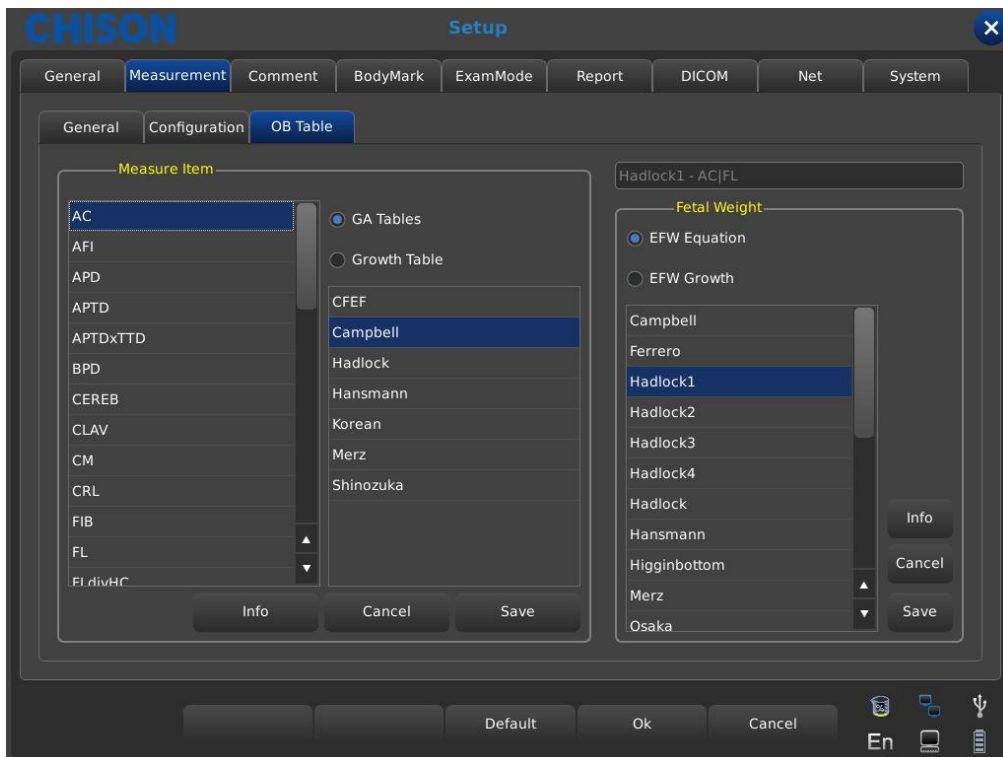 CHISON
Setup
General Measurement Comment BodyMark ExamMode Report DICOM Net System
General Configuration OB Table
Measure Item
AC
AFI
APD
APTD
APTDxTTD
BPD
CEREB
CLAV
CM
CRL
FIB
FL
FLdivHC
GA Tables
Growth Table
CFEF
Campbell
Hadlock
Hansmann
Korean
Merz
Shinozuka
Info Cancel Save
Hadlock1 - AC|FL
Fetal Weight
EFW Equation
EFW Growth
Campbell
Ferrero
Hadlock1
Hadlock2
Hadlock3
Hadlock4
Hadlock
Hansmann
Higginbottom
Merz
Osaka
Info
Cancel
Save
Default Ok Cancel
En